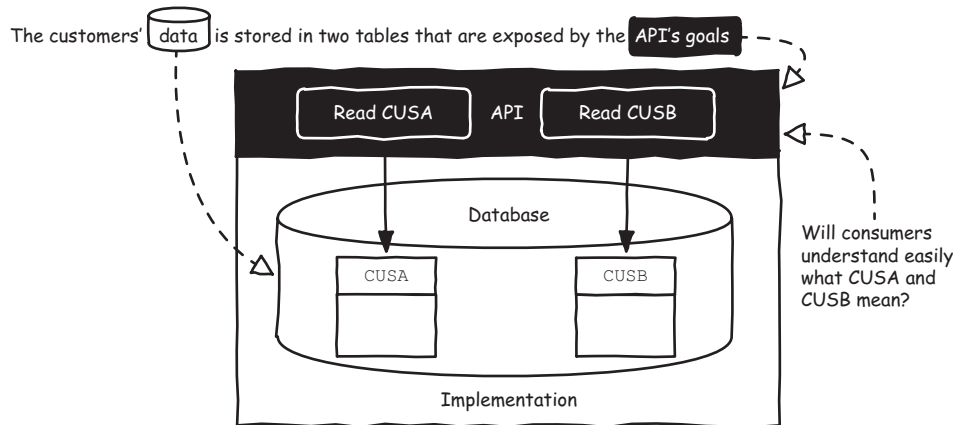 The customers' data is stored in two tables that are exposed by the API's goals
Read CUSA API Read CUSB
Database
CUSA CUSB
Will consumers
understand easily
what CUSA and
CUSB mean?
Implementation